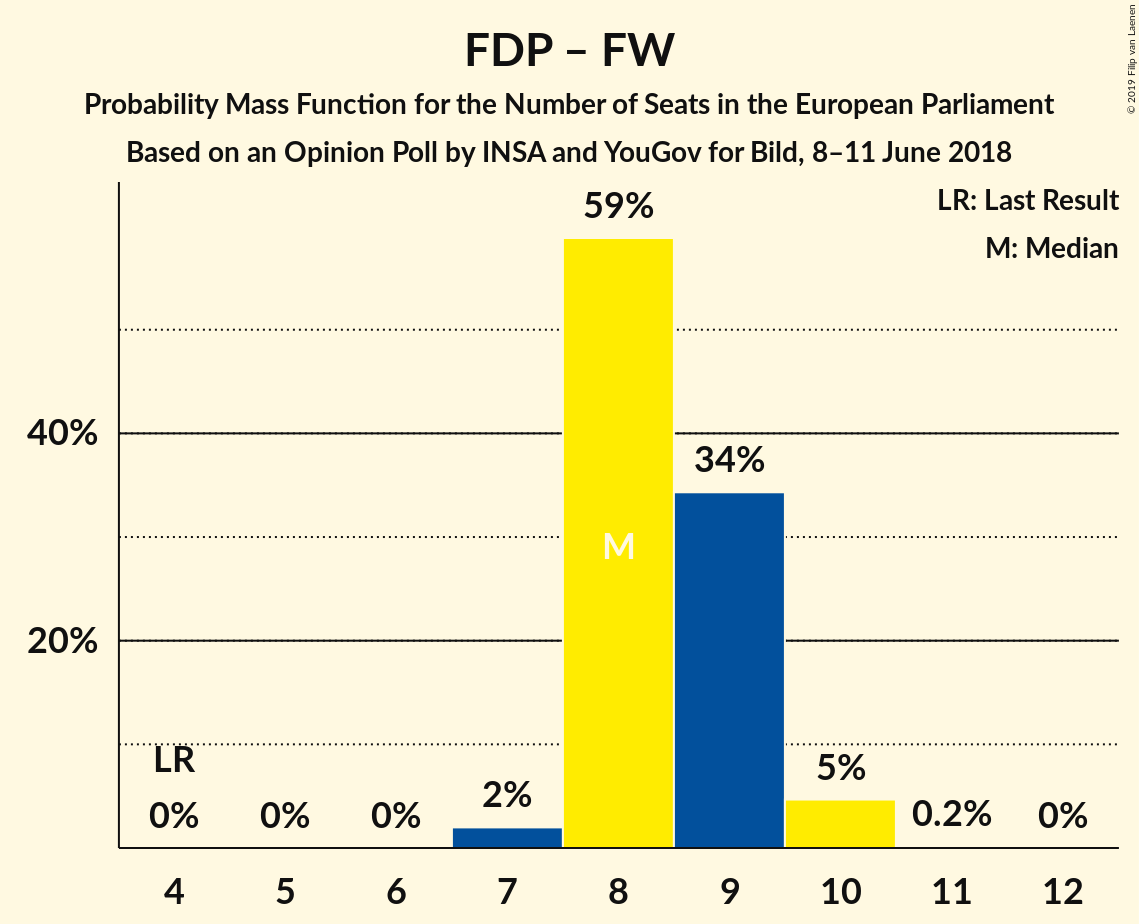 FDP – FW
Probability Mass Function for the Number of Seats in the European Parliament
Based on an Opinion Poll by INSA and YouGov for Bild, 8–11 June 2018
© 2019 Filip van Laenen
LR: Last Result
M: Median
59%
40%
34%
M
20%
LR
0%
0%
0%
2%
5%
0.2%
0%
4 5 6 7 8 9 10 11 12